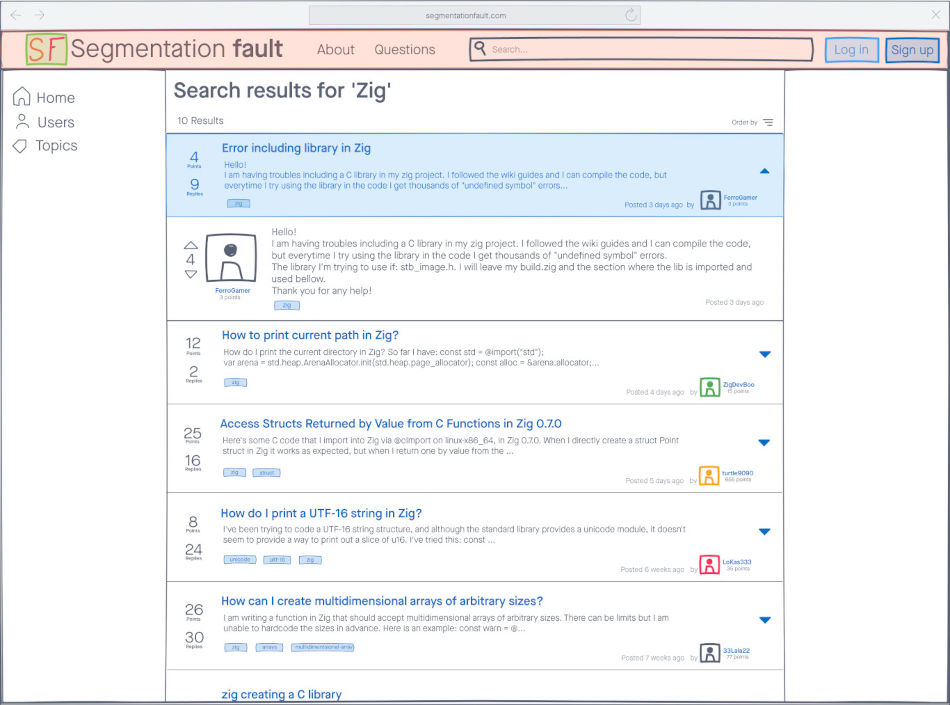 segmentationfault.com
SF Segmentation fault
About
Questions
Search...
Log in
Sign up
Home
Users
Topics
Search results for 'Zig'
10 Results
Order by
4
Points
9
Replies
Error including library in Zig
Hello!
I am having troubles including a C library in my zig project. I followed the wiki guides and I can compile the code, but
everytime I try using the library in the code I get thousands of "undefined symbol" errors...
zig
Posted 3 days ago by
FerroGamer
3 points
4
FerroGamer
3 points
Hello!
I am having troubles including a C library in my zig project. I followed the wiki guides and I can compile the code,
but everytime I try using the library in the code I get thousands of "undefined symbol" errors.
The library I'm trying to use if: stb_image.h. I will leave my build.zig and the section where the lib is imported and
used bellow.
Thank you for any help!
zig
Posted 3 days ago
12
Points
2
Replies
How to print current path in Zig?
How do I print the current directory in Zig? So far I have: const std = @import("std");
var arena = std.heap.ArenaAllocator.init(std.heap.page_allocator); const alloc = &arena.allocator;...
zig
Posted 4 days ago by
ZigDevBoo
15 points
25
Points
16
Replies
Access Structs Returned by Value from C Functions in Zig 0.7.0
Here's some C code that I import into Zig via @cImport on linux-x86_64, in Zig 0.7.0. When I directly create a struct Point
struct in Zig it works as expected, but when I return one by value from the ...
zig
struct
Posted 5 days ago by
turtle9090
655 points
8
Points
24
Replies
How do I print a UTF-16 string in Zig?
I've been trying to code a UTF-16 string structure, and although the standard library provides a unicode module, it doesn't
seem to provide a way to print out a slice of u16. I've tried this: const ...
unicode
utf-16
zig
Posted 6 weeks ago by
LoKas333
36 points
26
Points
30
Replies
How can I create multidimensional arrays of arbitrary sizes?
I am writing a function in Zig that should accept multidimensional arrays of arbitrary sizes. There can be limits but I am
unable to hardcode the sizes in advance. Here is an example: const warn = @...
zig
arrays
multidimensional-array
Posted 7 weeks ago by
33Lala22
77 points
zig creating a C library